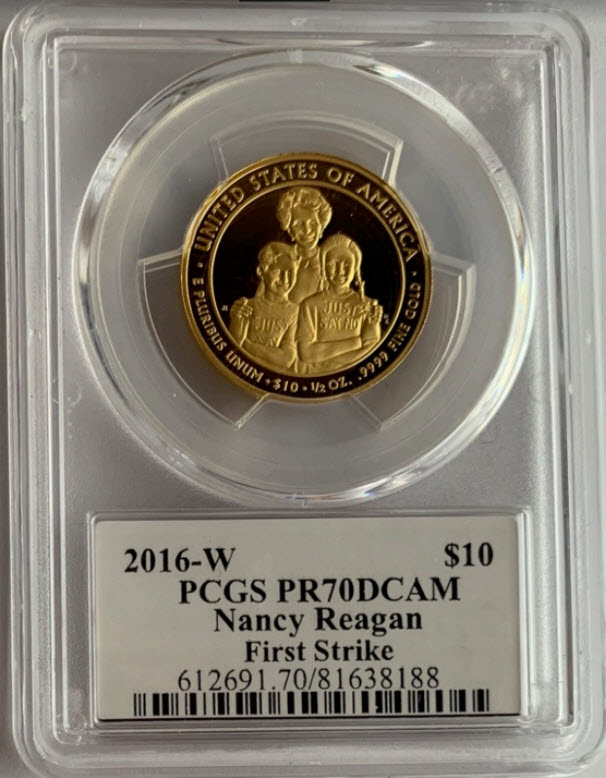 UNITED STATES OF AMERICA
E PLURIBUS UNUM · $10 · 1/2 OZ. .9999 FINE GOLD
JUST
SAY
JUST
SAY NO
2016-W $10
PCGS PR70DCAM
Nancy Reagan
First Strike
612691.70/81638188